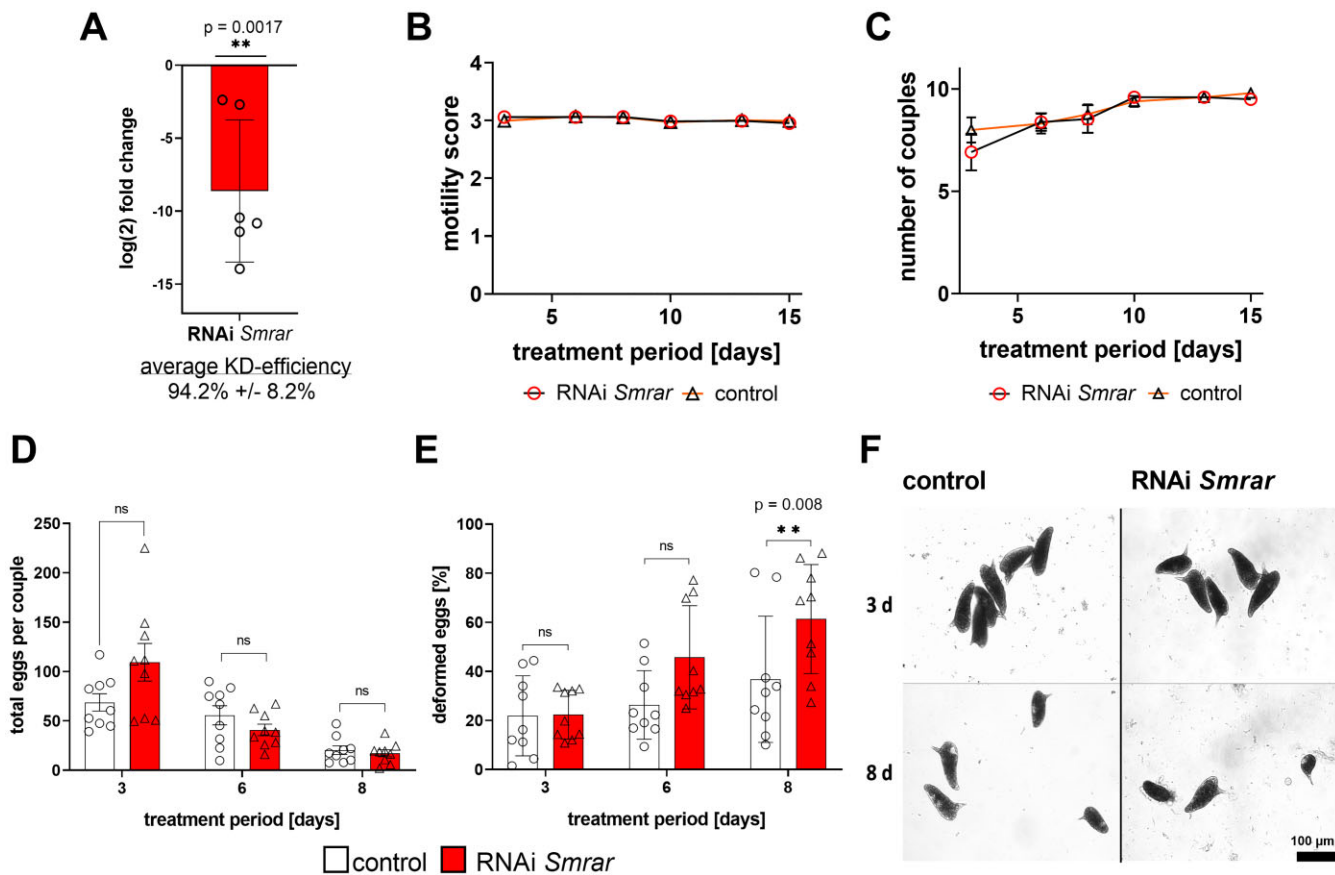 A
p = 0.0017
**
0
-5
-10
-15
log(2) fold change
RNAi Smrar
average KD-efficiency
94.2% +/- 8.2%
B
4
3
2
1
0
motility score
5 10 15
treatment period [days]
RNAi Smrar control
C
10
5
0
number of couples
5 10 15
treatment period [days]
RNAi Smrar control
D
ns
ns
ns
250
200
150
100
50
0
total eggs per couple
3 6 8
treatment period [days]
E
p = 0.008
**
ns
ns
100
80
60
40
20
0
deformed eggs [%]
3 6 8
treatment period [days]
control RNAi Smrar
F
control RNAi Smrar
3 d
8 d
100 µm